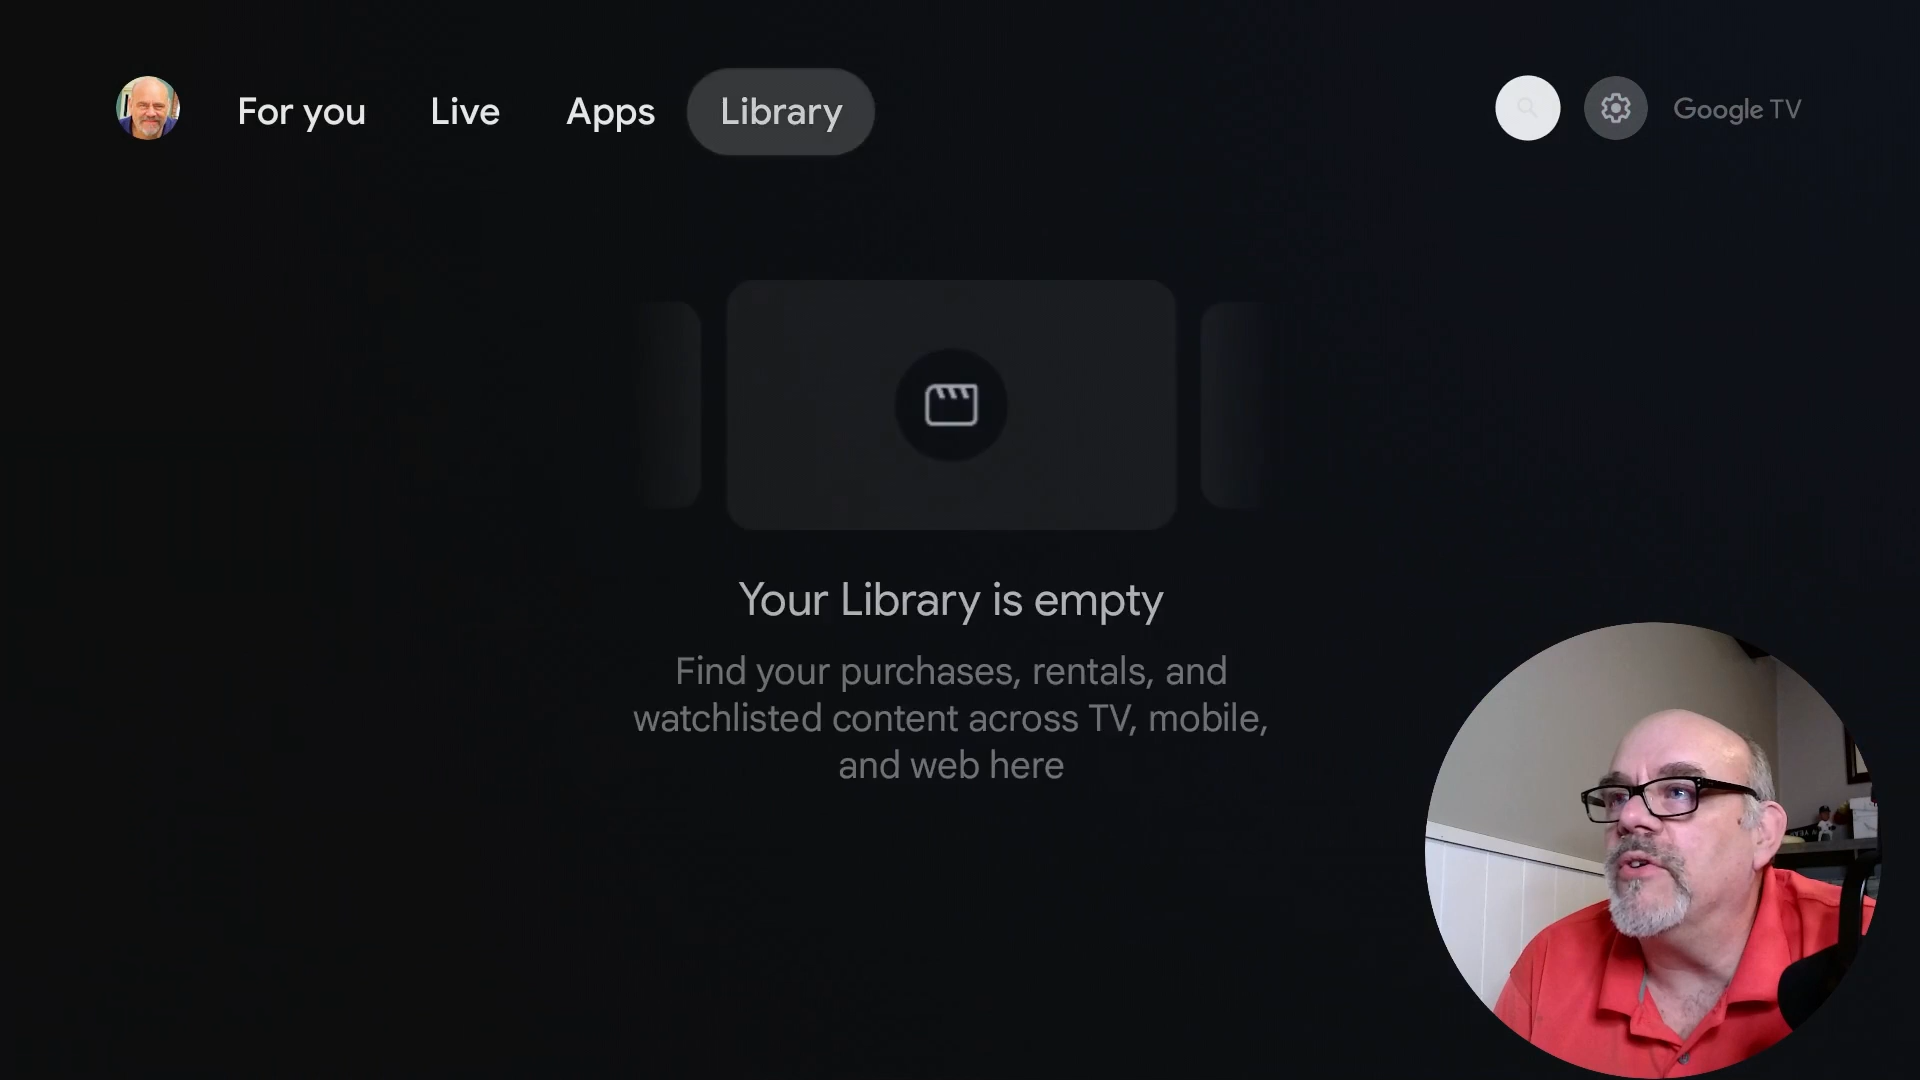 For you Live Apps Library Google TV
Your Library is empty
Find your purchases, rentals, and
watchlisted content across TV, mobile,
and web here